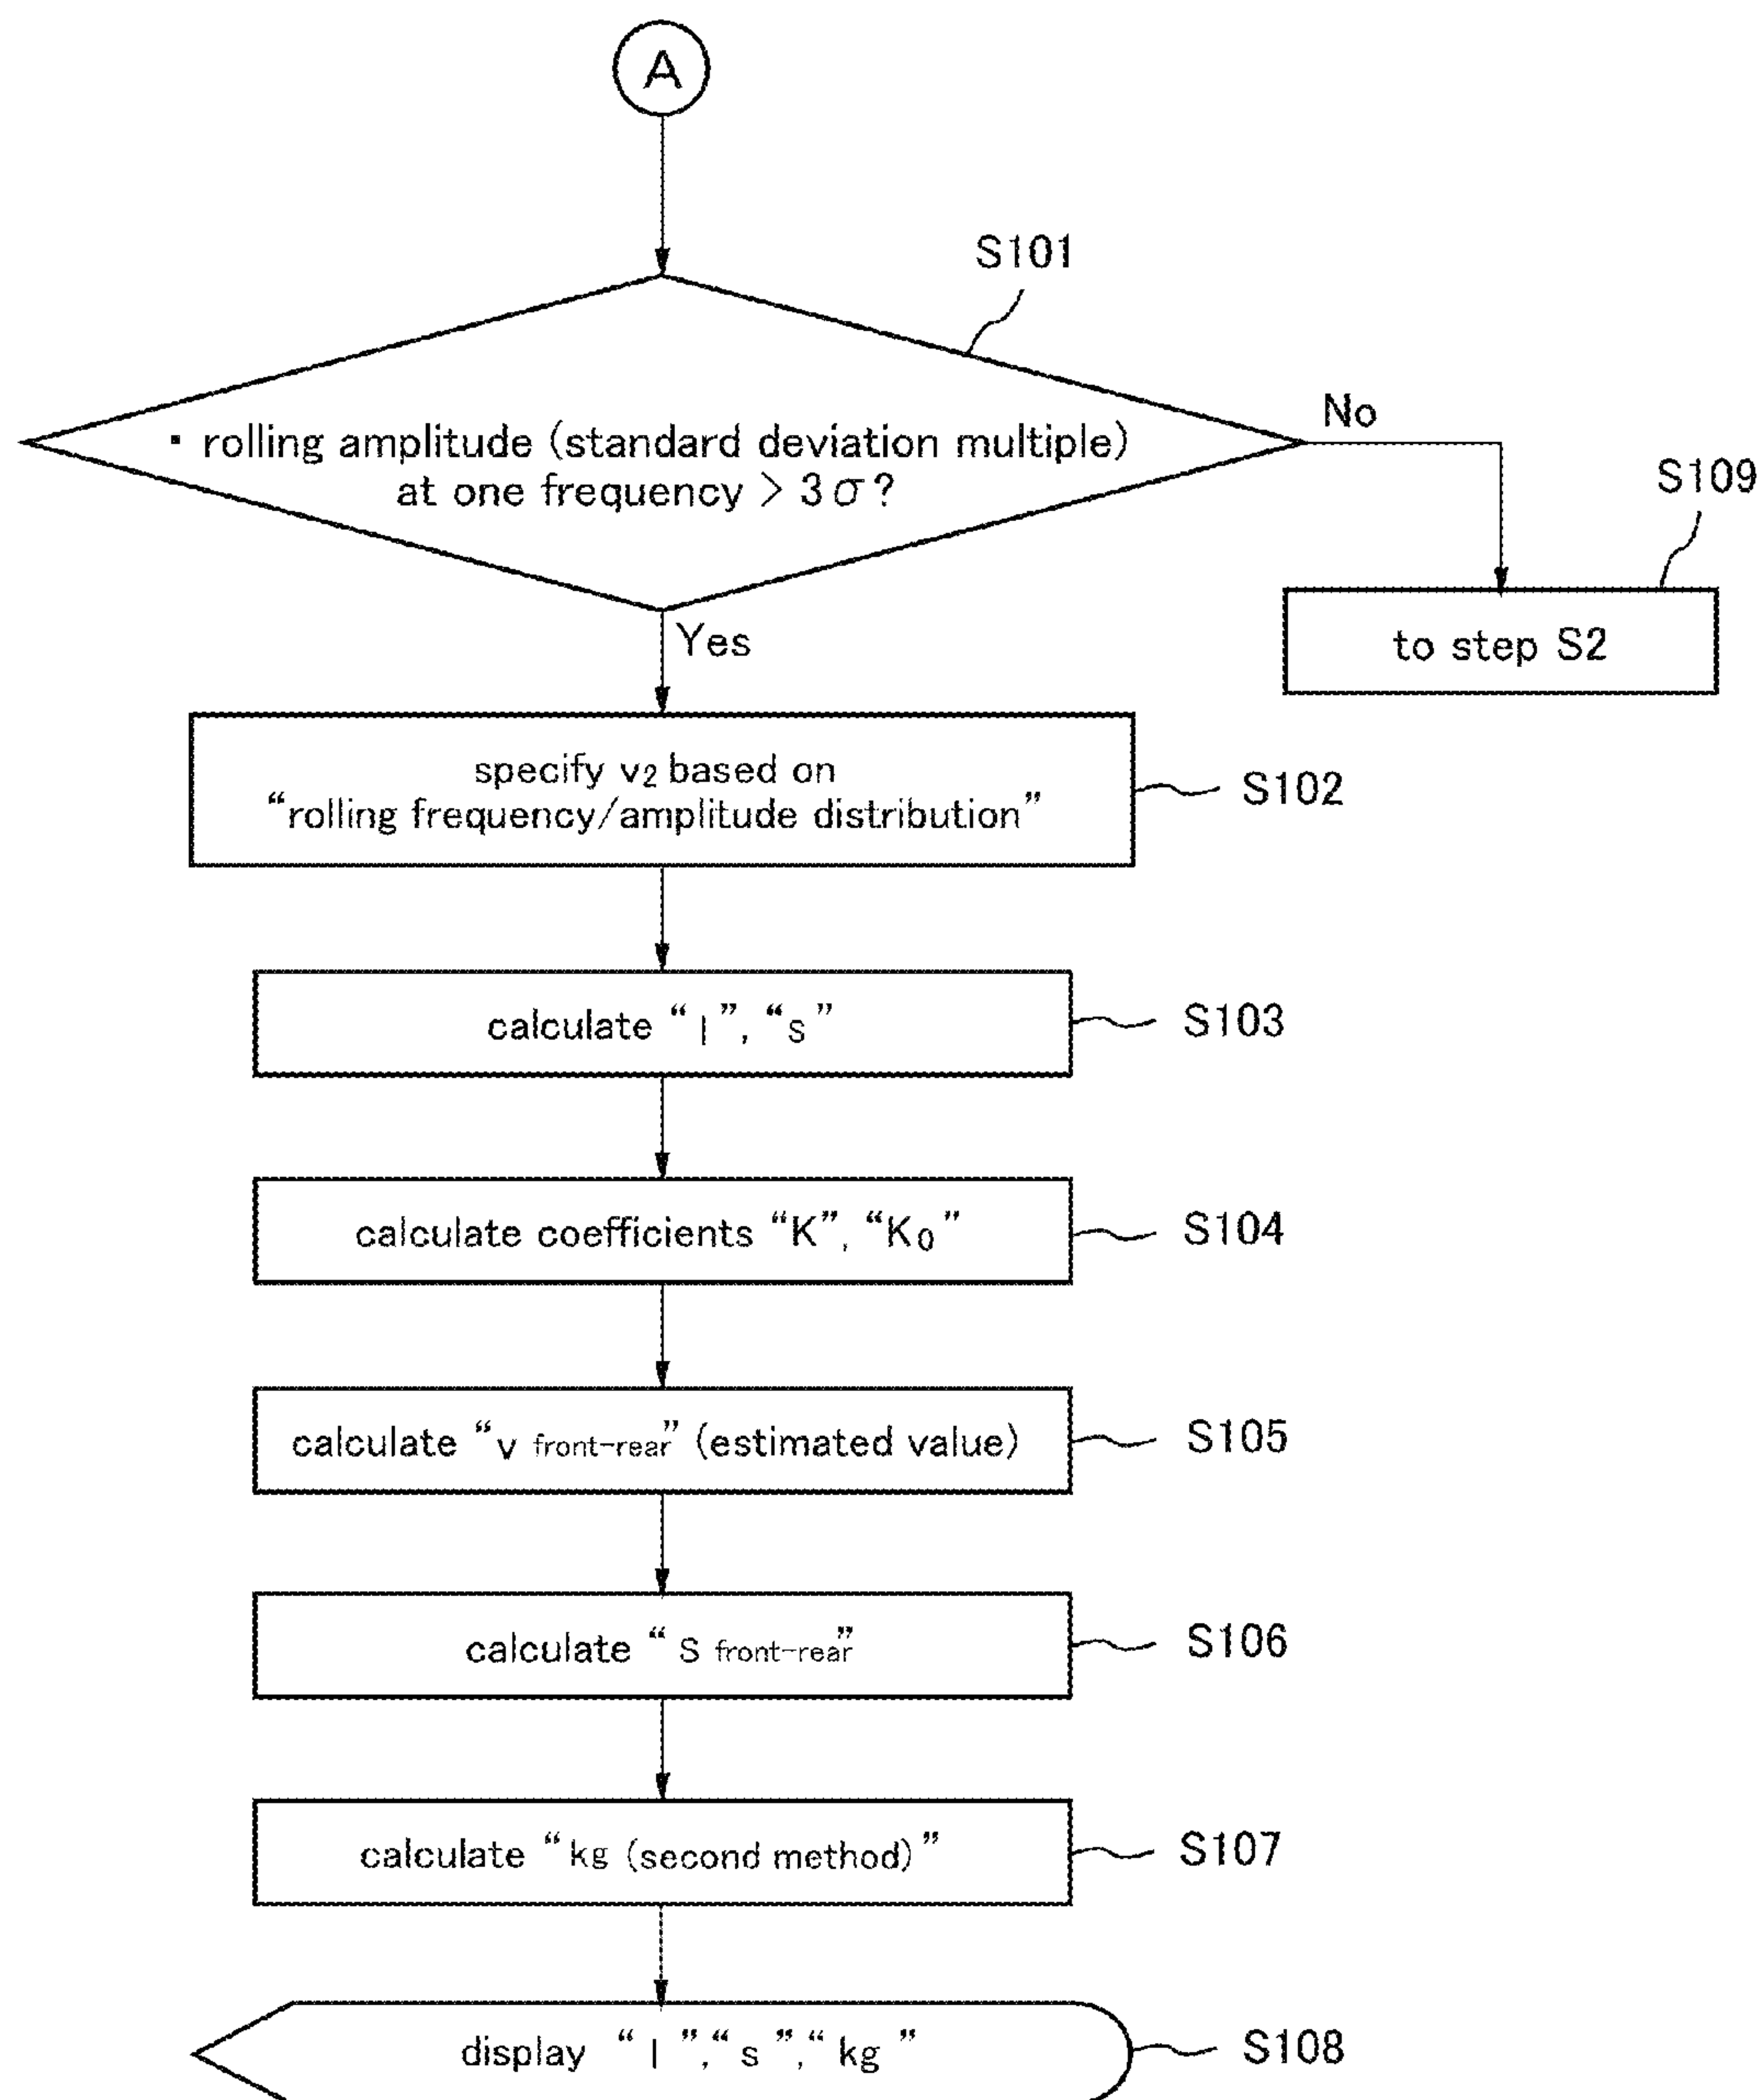 A
S101
▪ rolling amplitude (standard deviation multiple)
at one frequency > 3σ?
No
S109
to step S2
Yes
specify v2 based on
“rolling frequency/amplitude distribution”
S102
calculate “l”, “s”
S103
calculate coefficients “K”, “K0”
S104
calculate “v front-rear” (estimated value)
S105
calculate “s front-rear”
S106
calculate “kg (second method)”
S107
display “l”, “s”, “kg”
S108